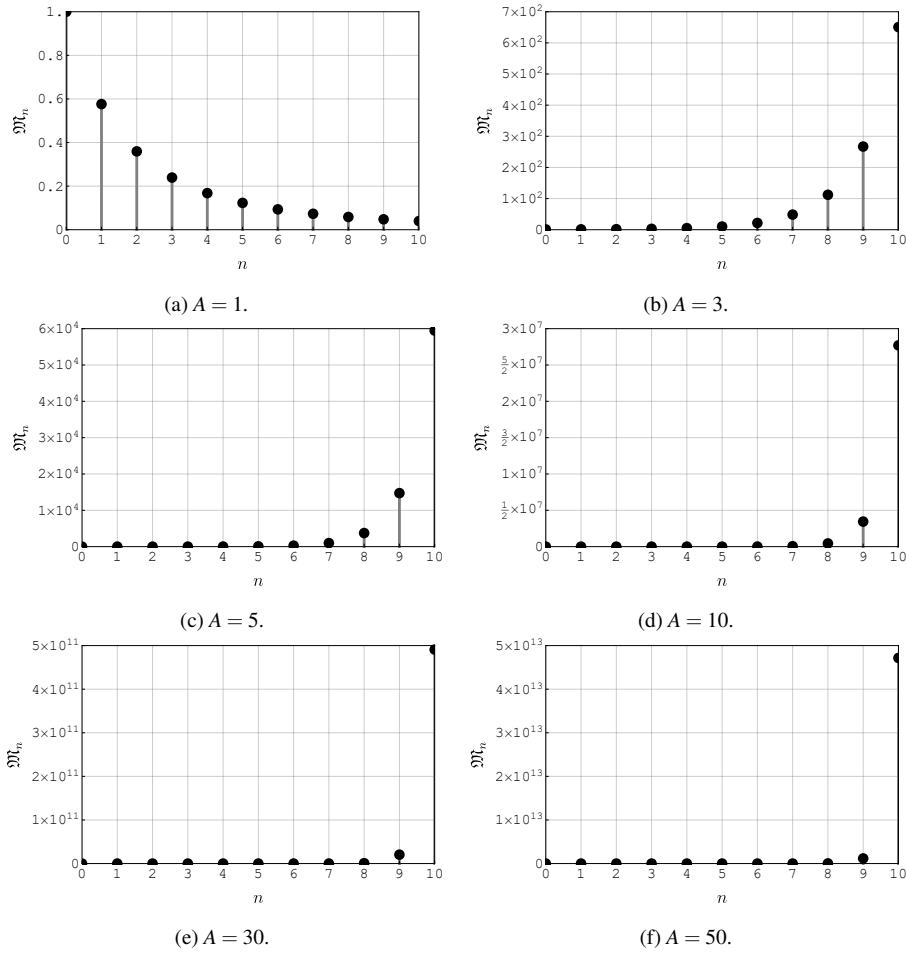 1.
0.8
0.6
0.4
0.2
0
𝔐ₙ
0 1 2 3 4 5 6 7 8 9 10
n
(a) A = 1.
7×10²
6×10²
5×10²
4×10²
3×10²
2×10²
1×10²
0
𝔐ₙ
0 1 2 3 4 5 6 7 8 9 10
n
(b) A = 3.
6×10⁴
5×10⁴
4×10⁴
3×10⁴
2×10⁴
1×10⁴
0
𝔐ₙ
0 1 2 3 4 5 6 7 8 9 10
n
(c) A = 5.
3×10⁷
5/2×10⁷
2×10⁷
3/2×10⁷
1×10⁷
1/2×10⁷
0
𝔐ₙ
0 1 2 3 4 5 6 7 8 9 10
n
(d) A = 10.
5×10¹¹
4×10¹¹
3×10¹¹
2×10¹¹
1×10¹¹
0
𝔐ₙ
0 1 2 3 4 5 6 7 8 9 10
n
(e) A = 30.
5×10¹³
4×10¹³
3×10¹³
2×10¹³
1×10¹³
0
𝔐ₙ
0 1 2 3 4 5 6 7 8 9 10
n
(f) A = 50.